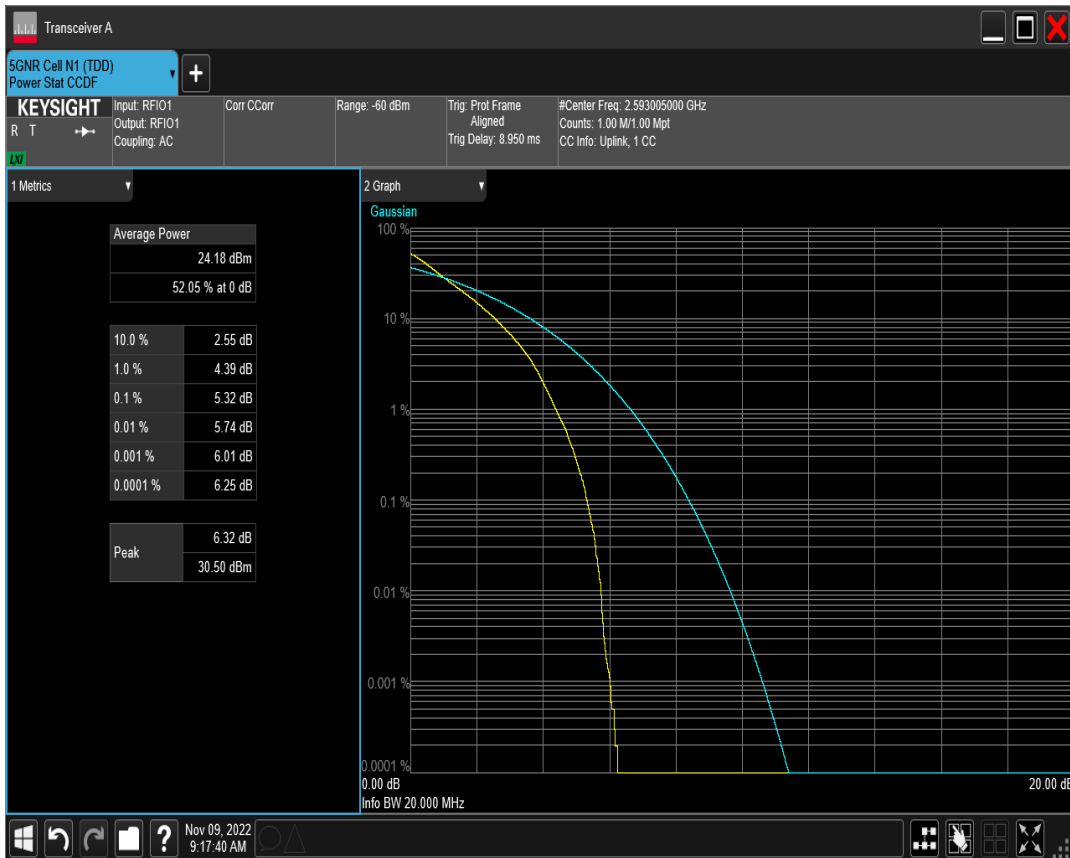 Transceiver A
5GNR Cell N1 (TDD)
Power Stat CCDF
+
KEYSIGHT
R T
LXI
Input: RFIO1
Output: RFIO1
Coupling: AC
Corr CCorr
Range: -60 dBm
Trig: Prot Frame
Aligned
Trig Delay: 8.950 ms
#Center Freq: 2.593005000 GHz
Counts: 1.00 M/1.00 Mpt
CC Info: Uplink, 1 CC
1 Metrics
Average Power
24.18 dBm
52.05 % at 0 dB
10.0 % 2.55 dB
1.0 % 4.39 dB
0.1 % 5.32 dB
0.01 % 5.74 dB
0.001 % 6.01 dB
0.0001 % 6.25 dB
Peak
6.32 dB
30.50 dBm
2 Graph
Gaussian
100 %
10 %
1 %
0.1 %
0.01 %
0.001 %
0.0001 %
0.00 dB
20.00 dB
Info BW 20.000 MHz
?
Nov 09, 2022
9:17:40 AM